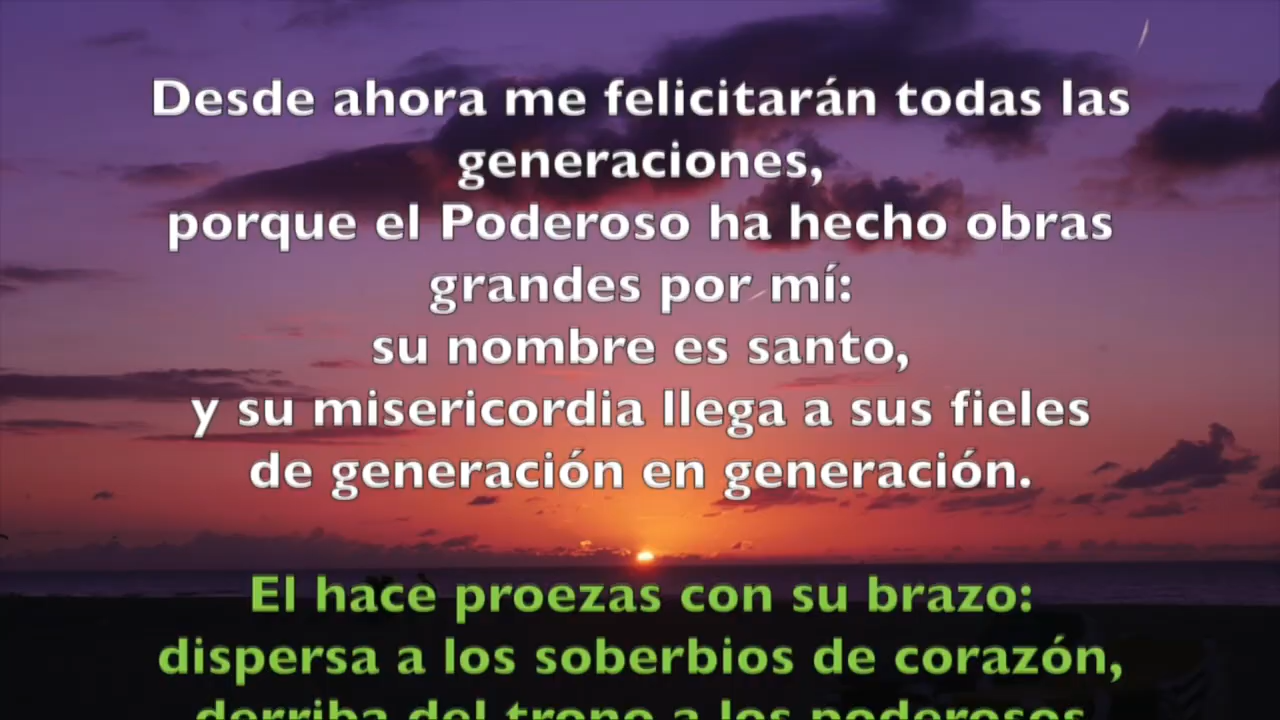 Desde ahora me felicitarán todas las
generaciones,
porque el Poderoso ha hecho obras
grandes por mí:
su nombre es santo,
y su misericordia llega a sus fieles
de generación en generación.
El hace proezas con su brazo:
dispersa a los soberbios de corazón,
derriba del trono a los poderosos